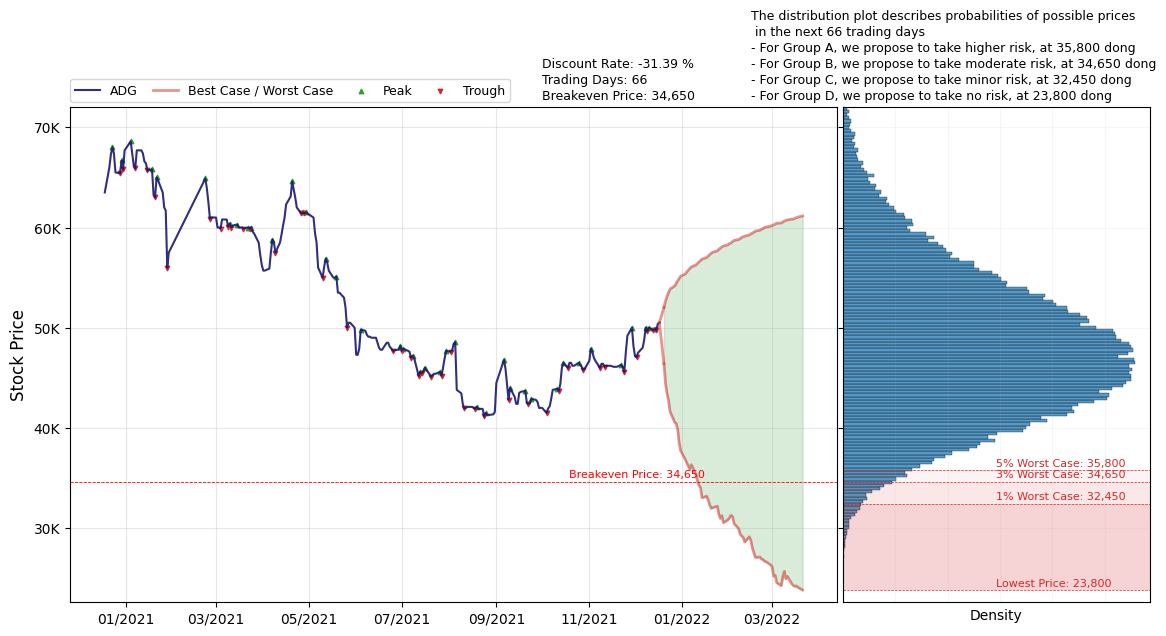 The distribution plot describes probabilities of possible prices
in the next 66 trading days
- For Group A, we propose to take higher risk, at 35,800 dong
- For Group B, we propose to take moderate risk, at 34,650 dong
- For Group C, we propose to take minor risk, at 32,450 dong
- For Group D, we propose to take no risk, at 23,800 dong
Discount Rate: -31.39 %
Trading Days: 66
Breakeven Price: 34,650
ADG Best Case / Worst Case Peak Trough
Stock Price
70K
60K
50K
40K
30K
Breakeven Price: 34,650
5% Worst Case: 35,800
3% Worst Case: 34,650
1% Worst Case: 32,450
Lowest Price: 23,800
01/2021 03/2021 05/2021 07/2021 09/2021 11/2021 01/2022 03/2022
Density